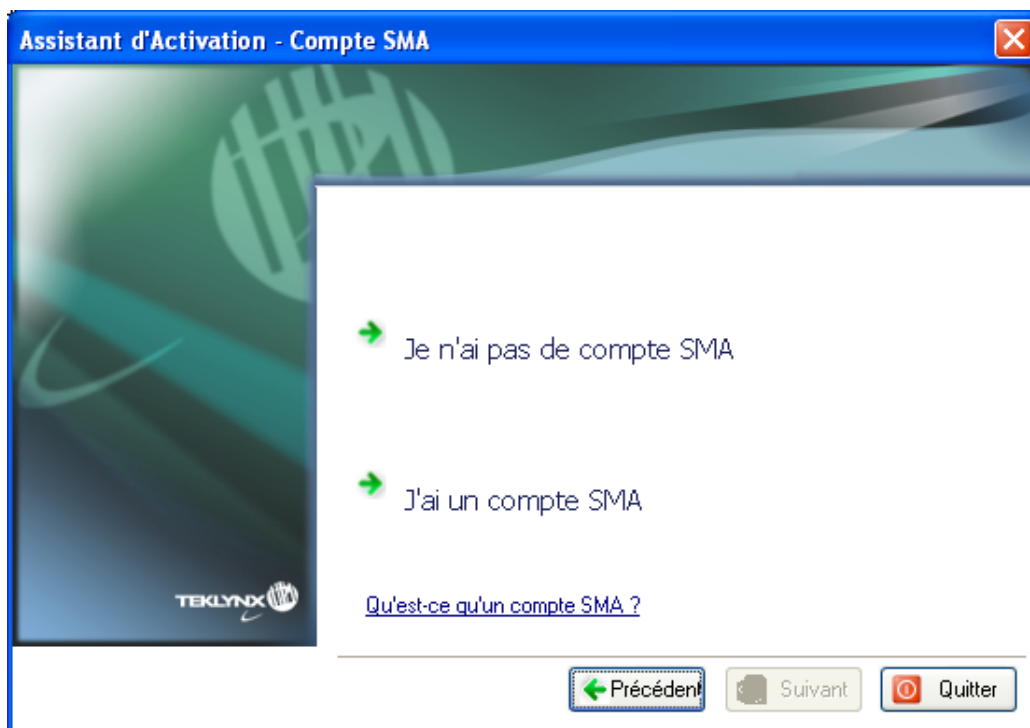 Assistant d'Activation - Compte SMA
Je n'ai pas de compte SMA
J'ai un compte SMA
TEKLYNX
Qu'est-ce qu'un compte SMA ?
Précéden
Suivant
Quitter